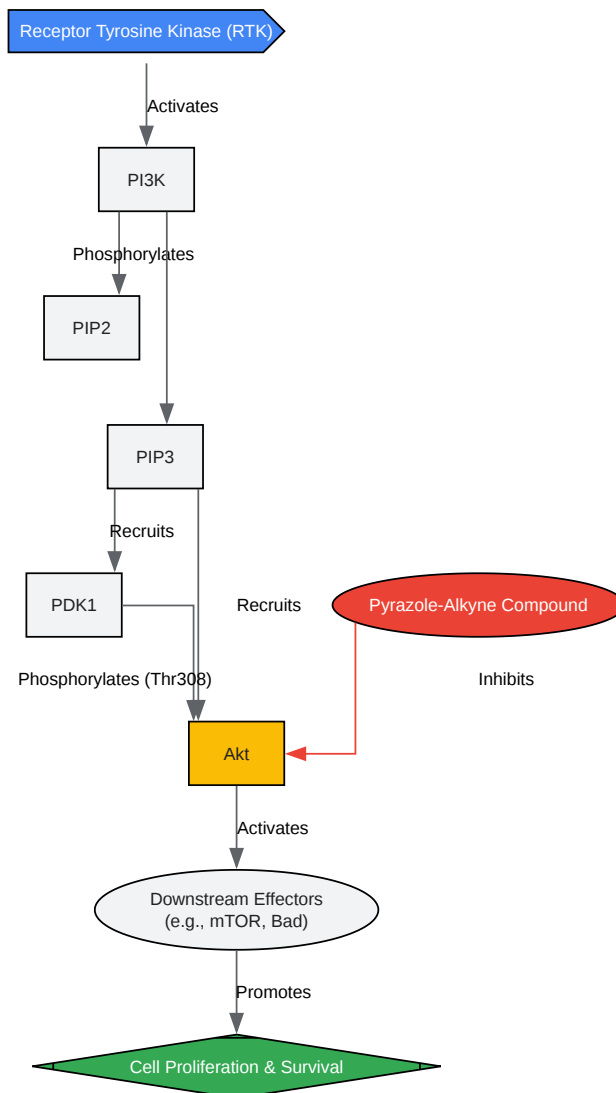 Receptor Tyrosine Kinase (RTK)
Activates
PI3K
Phosphorylates
PIP2
PIP3
Recruits
PDK1
Recruits
Pyrazole-Alkyne Compound
Phosphorylates (Thr308)
Inhibits
Akt
Activates
Downstream Effectors
(e.g., mTOR, Bad)
Promotes
Cell Proliferation & Survival